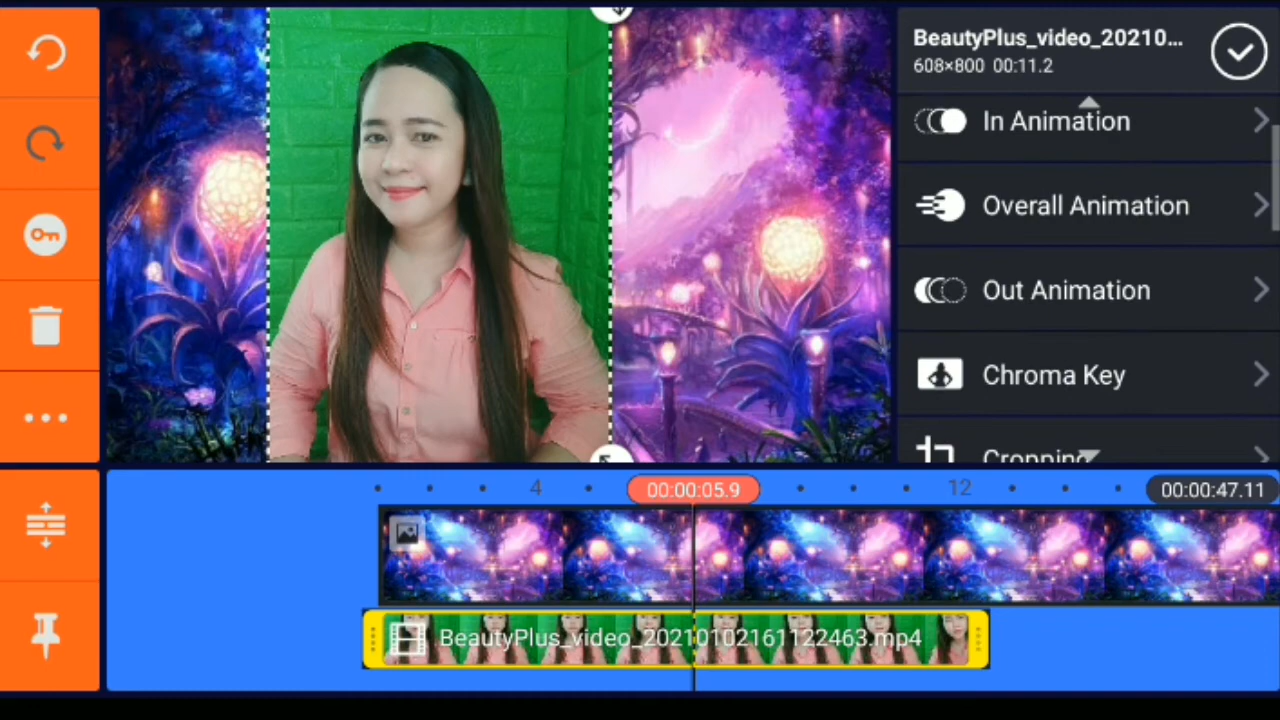 BeautyPlus_video_20210...
608×800 00:11.2
In Animation
Overall Animation
Out Animation
Chroma Key
Cropping
4
00:00:05.9
12
00:00:47.11
BeautyPlus_video_20210102161122463.mp4